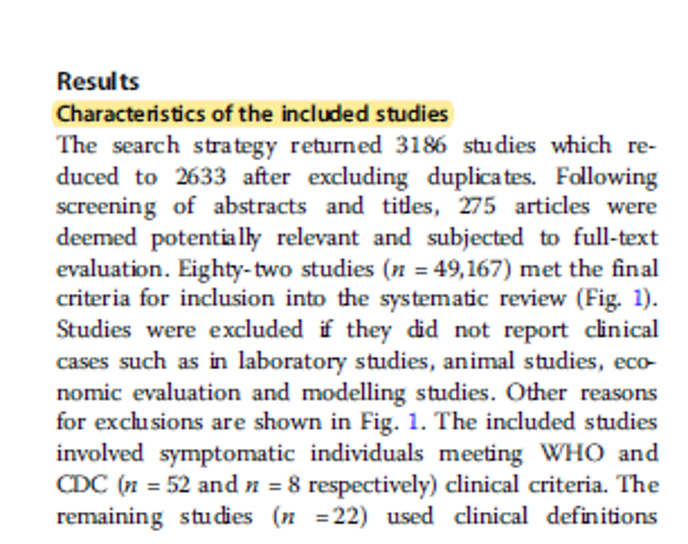 Results
Characteristics of the included studies
The search strategy returned 3186 studies which re-
duced to 2633 after excluding duplicates. Following
screening of abstracts and titles, 275 articles were
deemed potentially relevant and subjected to full-text
evaluation. Eighty-two studies (n = 49,167) met the final
criteria for inclusion into the systematic review (Fig. 1).
Studies were excluded if they did not report clinical
cases such as in laboratory studies, animal studies, eco-
nomic evaluation and modelling studies. Other reasons
for exclusions are shown in Fig. 1. The included studies
involved symptomatic individuals meeting WHO and
CDC (n = 52 and n = 8 respectively) clinical criteria. The
remaining studies (n =22) used clinical definitions